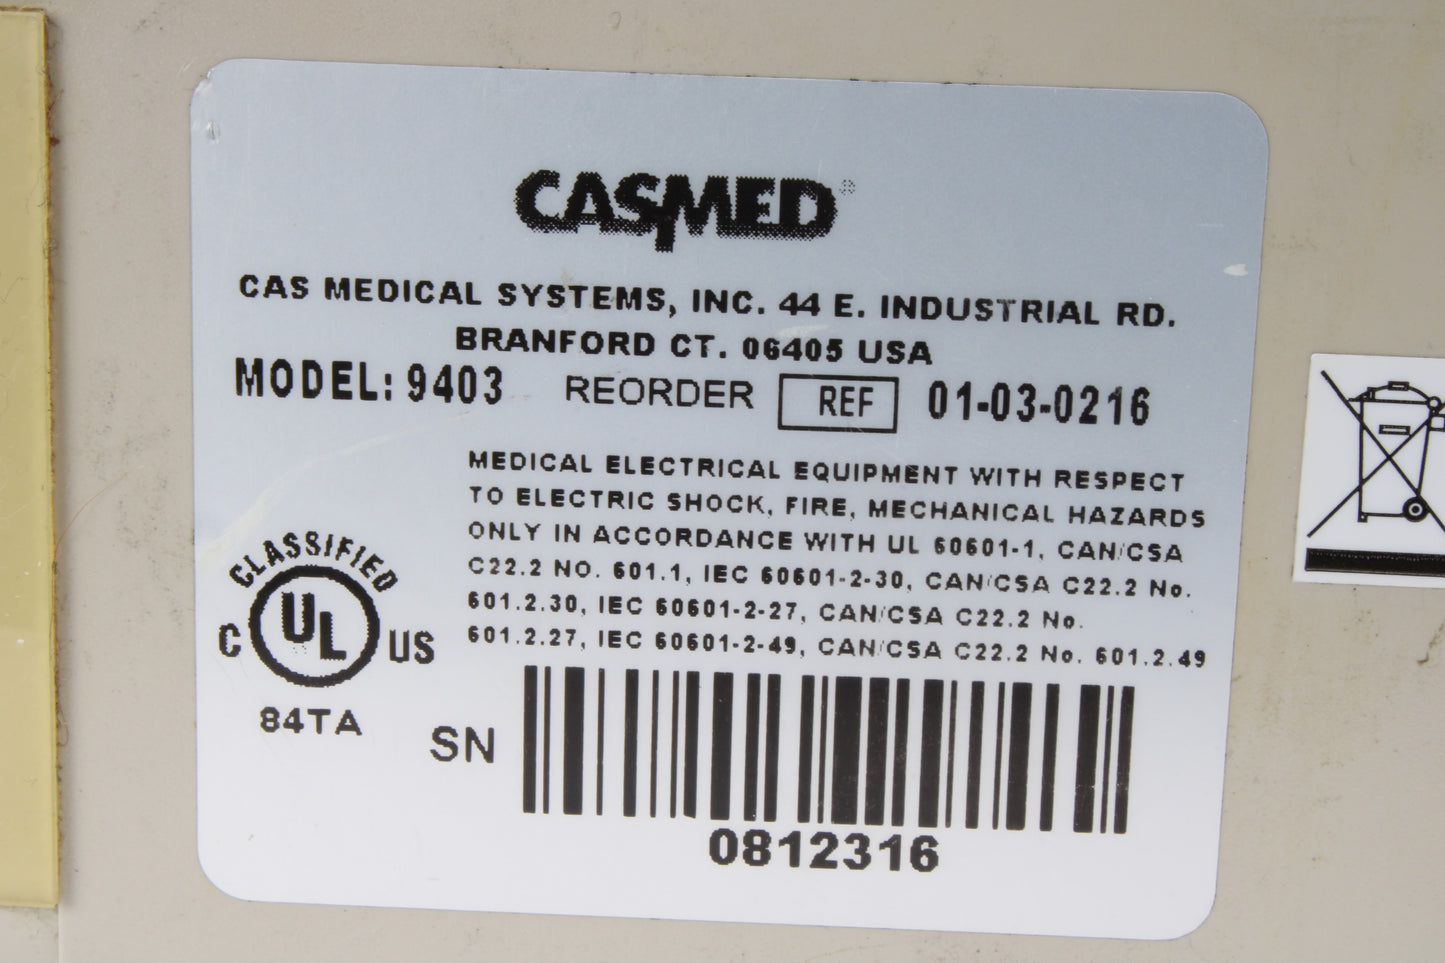 CASMED®
CAS MEDICAL SYSTEMS, INC. 44 E. INDUSTRIAL RD.
BRANFORD CT. 06405 USA
MODEL: 9403 REORDER REF 01-03-0216
MEDICAL ELECTRICAL EQUIPMENT WITH RESPECT
TO ELECTRIC SHOCK, FIRE, MECHANICAL HAZARDS
ONLY IN ACCORDANCE WITH UL 60601-1, CAN/CSA
C22.2 NO. 601.1, IEC 60601-2-30, CAN/CSA C22.2 No.
601.2.30, IEC 60601-2-27, CAN/CSA C22.2 No.
601.2.27, IEC 60601-2-49, CAN/CSA C22.2 No. 601.2.49
CLASSIFIED
C UL US
84TA
SN
0812316